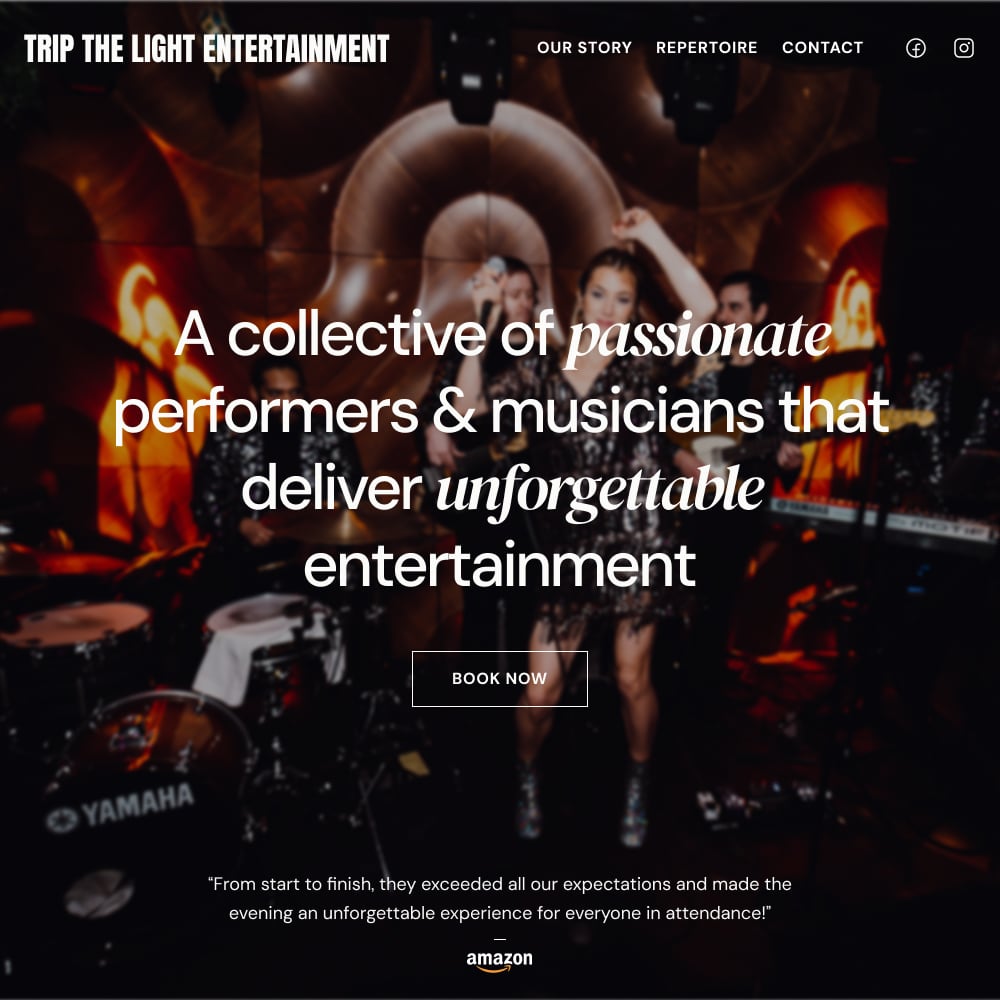 TRIP THE LIGHT ENTERTAINMENT
OUR STORY REPERTOIRE CONTACT
A collective of passionate
performers & musicians that
deliver unforgettable
entertainment
YAMAHA
BOOK NOW
YAMAHA
“From start to finish, they exceeded all our expectations and made the
evening an unforgettable experience for everyone in attendance!”
amazon